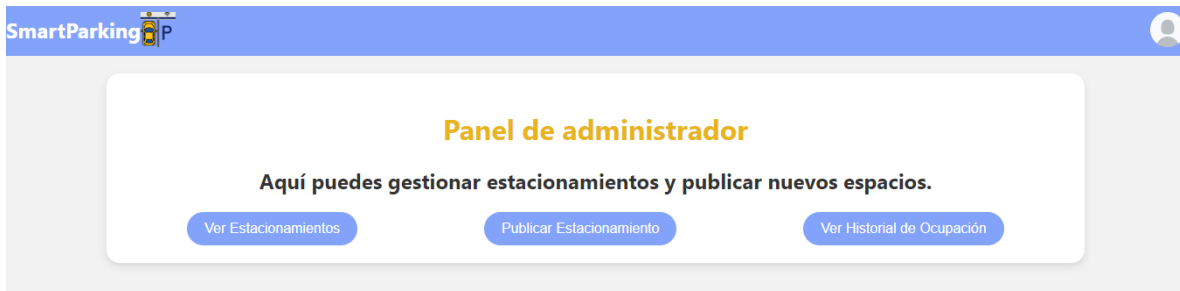 SmartParking P
Panel de administrador
Aquí puedes gestionar estacionamientos y publicar nuevos espacios.
Ver Estacionamientos
Publicar Estacionamiento
Ver Historial de Ocupación